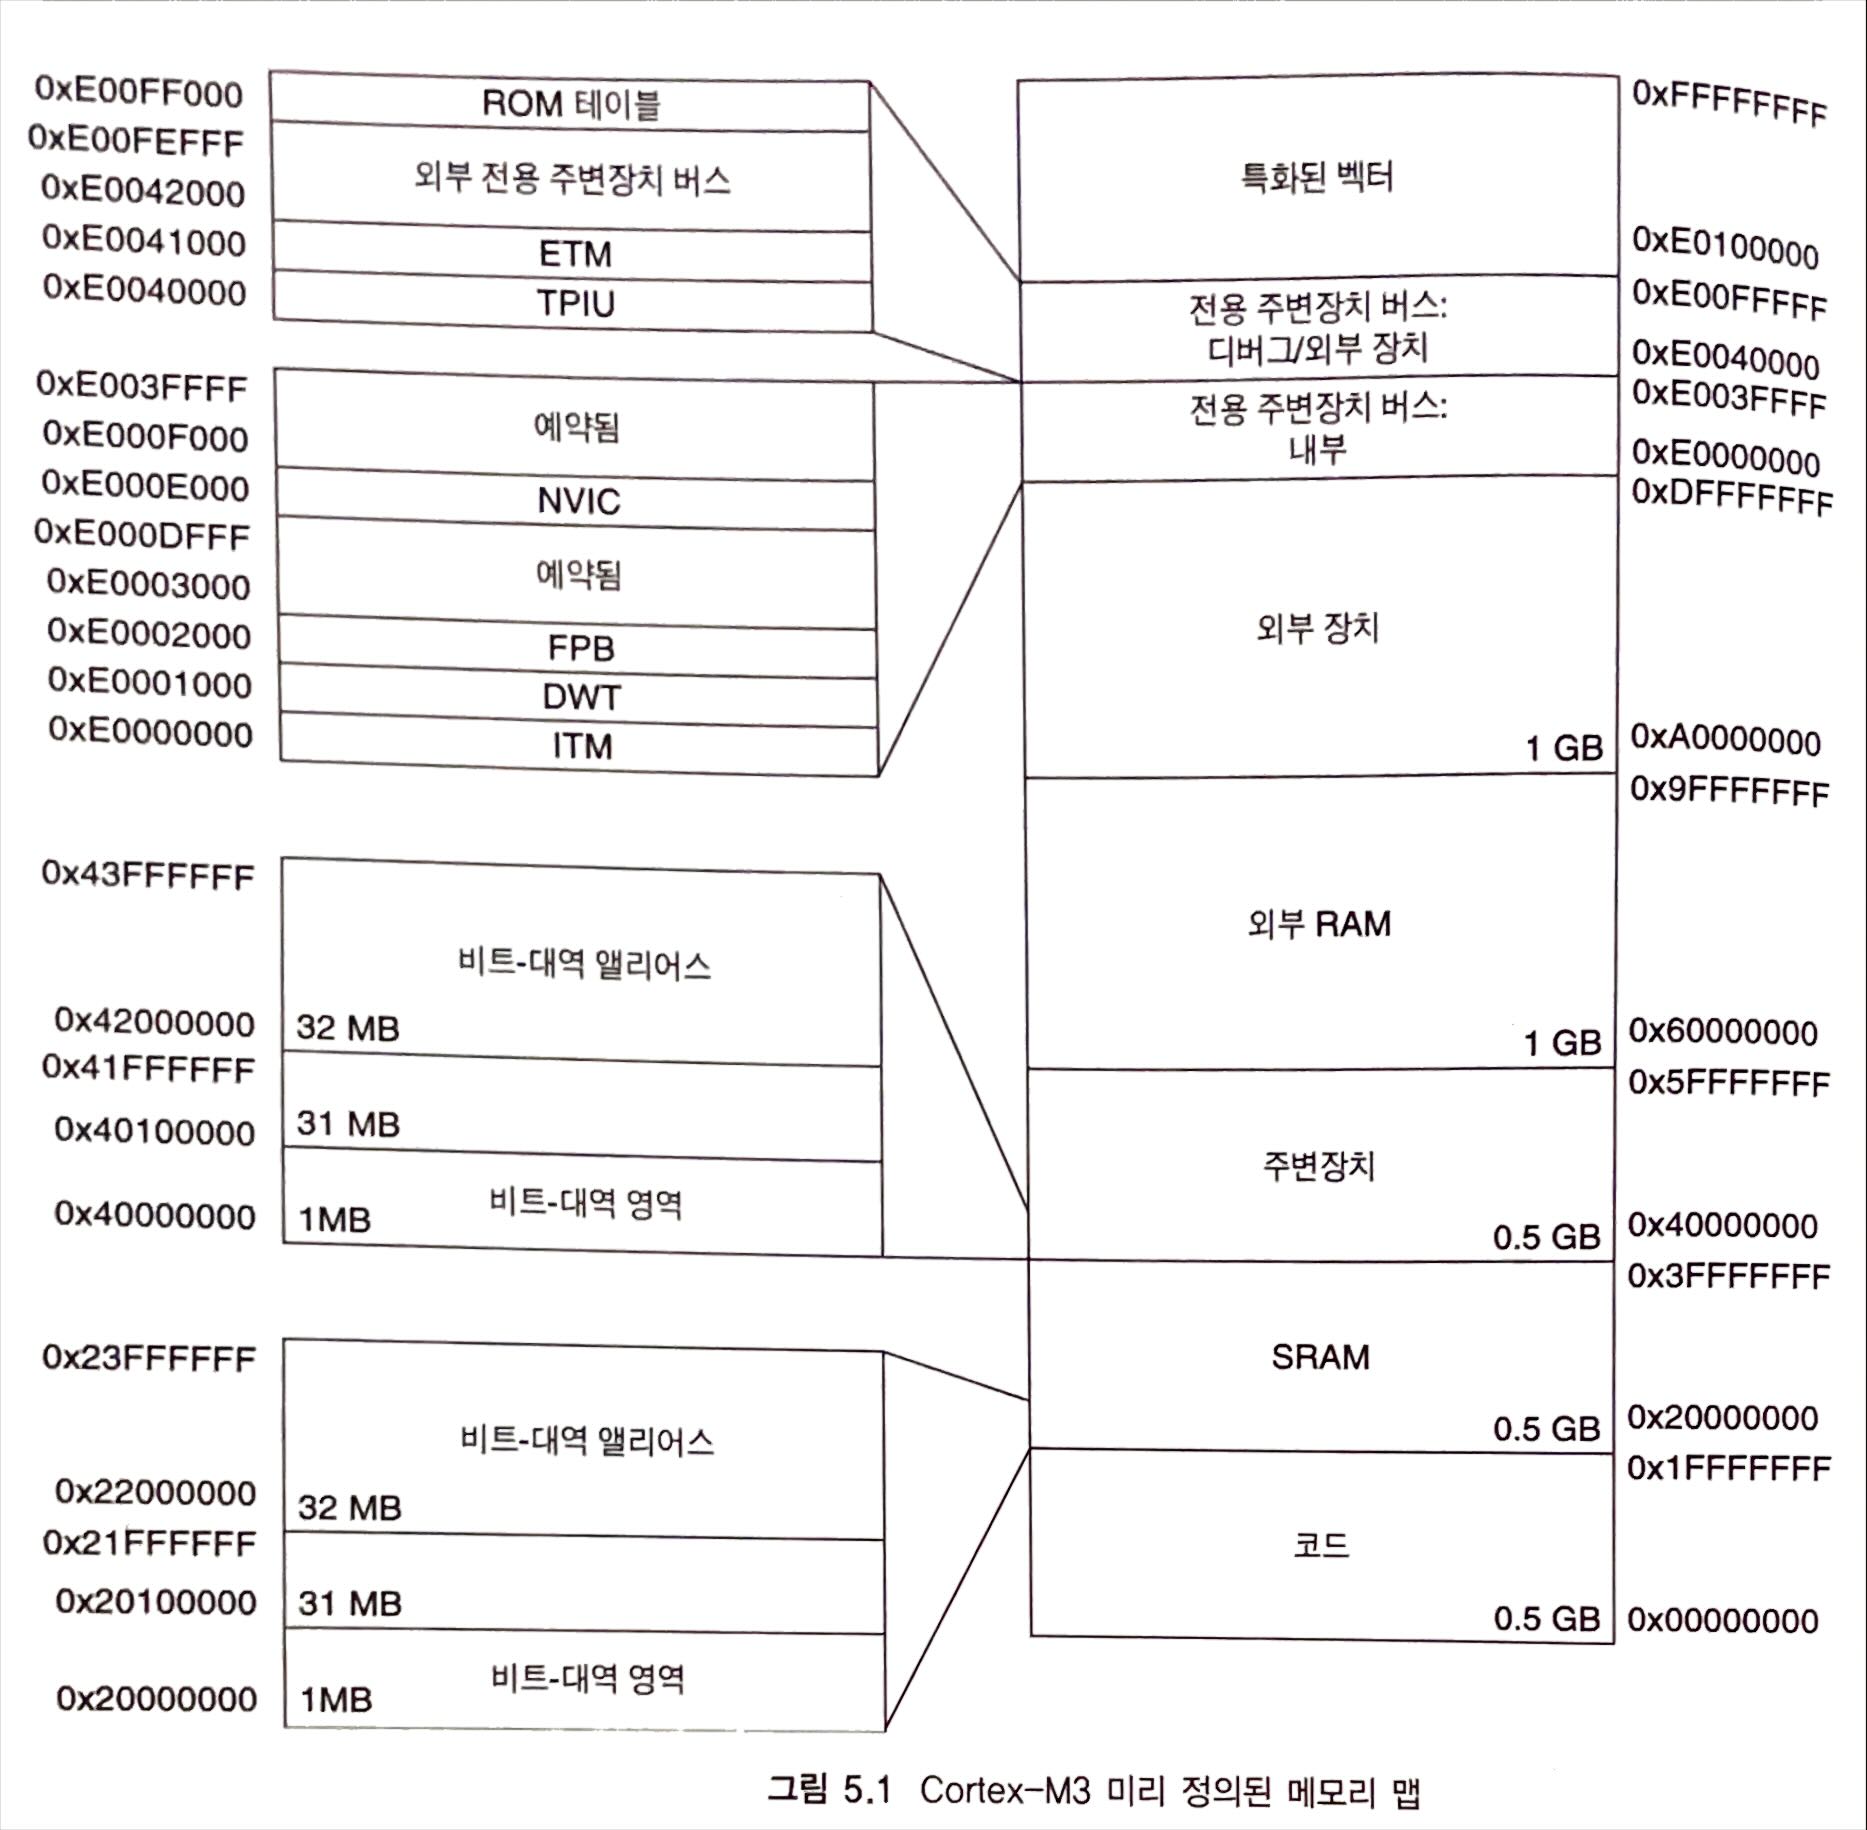 0xE00FF000
ROM 테이블
0xE00FEFFF
외부 전용 주변장치 버스
0xE0042000
0xE0041000
ETM
0xE0040000
TPIU
0xE003FFFF
예약됨
0xE000F000
0xE000E000
NVIC
0xE000DFFF
예약됨
0xE0003000
0xE0002000
FPB
0xE0001000
DWT
0xE0000000
ITM
0x43FFFFFF
비트-대역 앨리어스
0x42000000
32 MB
0x41FFFFFF
0x40100000
31 MB
비트-대역 영역
0x40000000
1MB
0x23FFFFFF
비트-대역 앨리어스
0x22000000
32 MB
0x21FFFFFF
0x20100000
31 MB
비트-대역 영역
0x20000000
1MB
0xFFFFFFFF
특화된 벡터
0xE0100000
0xE00FFFFF
전용 주변장치 버스:
디버그/외부 장치
0xE0040000
0xE003FFFF
전용 주변장치 버스:
내부
0xE0000000
0xDFFFFFFF
외부 장치
1 GB
0xA0000000
0x9FFFFFFF
외부 RAM
1 GB
0x60000000
0x5FFFFFFF
주변장치
0.5 GB
0x40000000
0x3FFFFFFF
SRAM
0.5 GB
0x20000000
0x1FFFFFFF
코드
0.5 GB
0x00000000
그림 5.1 Cortex-M3 미리 정의된 메모리 맵